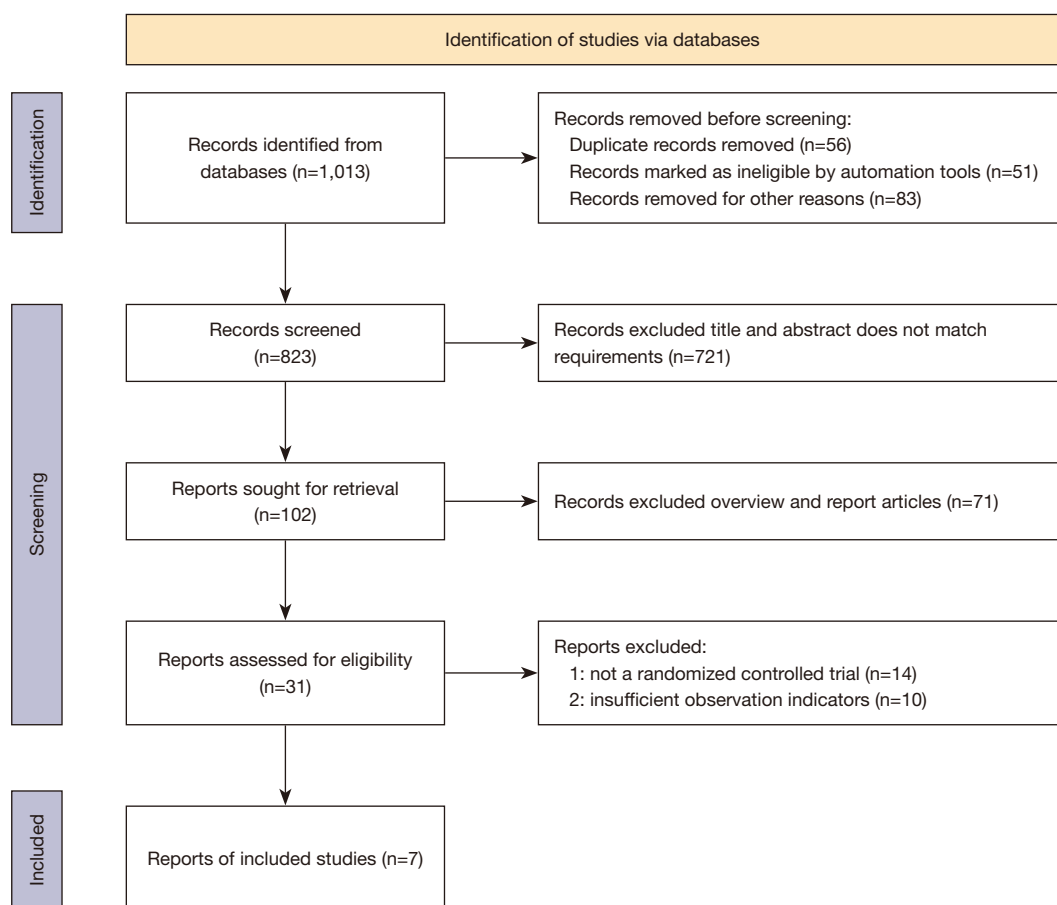 Identification of studies via databases
Identification
Records identified from
databases (n=1,013)
Records removed before screening:
Duplicate records removed (n=56)
Records marked as ineligible by automation tools (n=51)
Records removed for other reasons (n=83)
Screening
Records screened
(n=823)
Records excluded title and abstract does not match
requirements (n=721)
Reports sought for retrieval
(n=102)
Records excluded overview and report articles (n=71)
Reports assessed for eligibility
(n=31)
Reports excluded:
1: not a randomized controlled trial (n=14)
2: insufficient observation indicators (n=10)
Included
Reports of included studies (n=7)